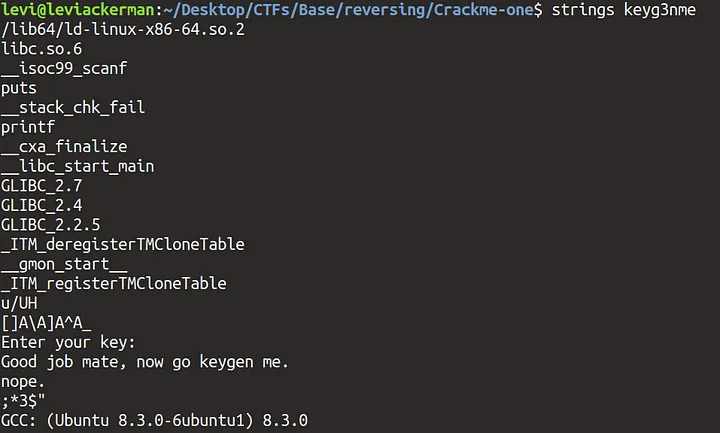 levi@leviackerman:~/Desktop/CTFs/Base/reversing/Crackme-one$ strings keyg3nme
/lib64/ld-linux-x86-64.so.2
libc.so.6
__isoc99_scanf
puts
__stack_chk_fail
printf
__cxa_finalize
__libc_start_main
GLIBC_2.7
GLIBC_2.4
GLIBC_2.2.5
_ITM_deregisterTMCloneTable
__gmon_start__
_ITM_registerTMCloneTable
u/UH
[]A\A]A^A_
Enter your key:
Good job mate, now go keygen me.
nope.
;*3$"
GCC: (Ubuntu 8.3.0-6ubuntu1) 8.3.0